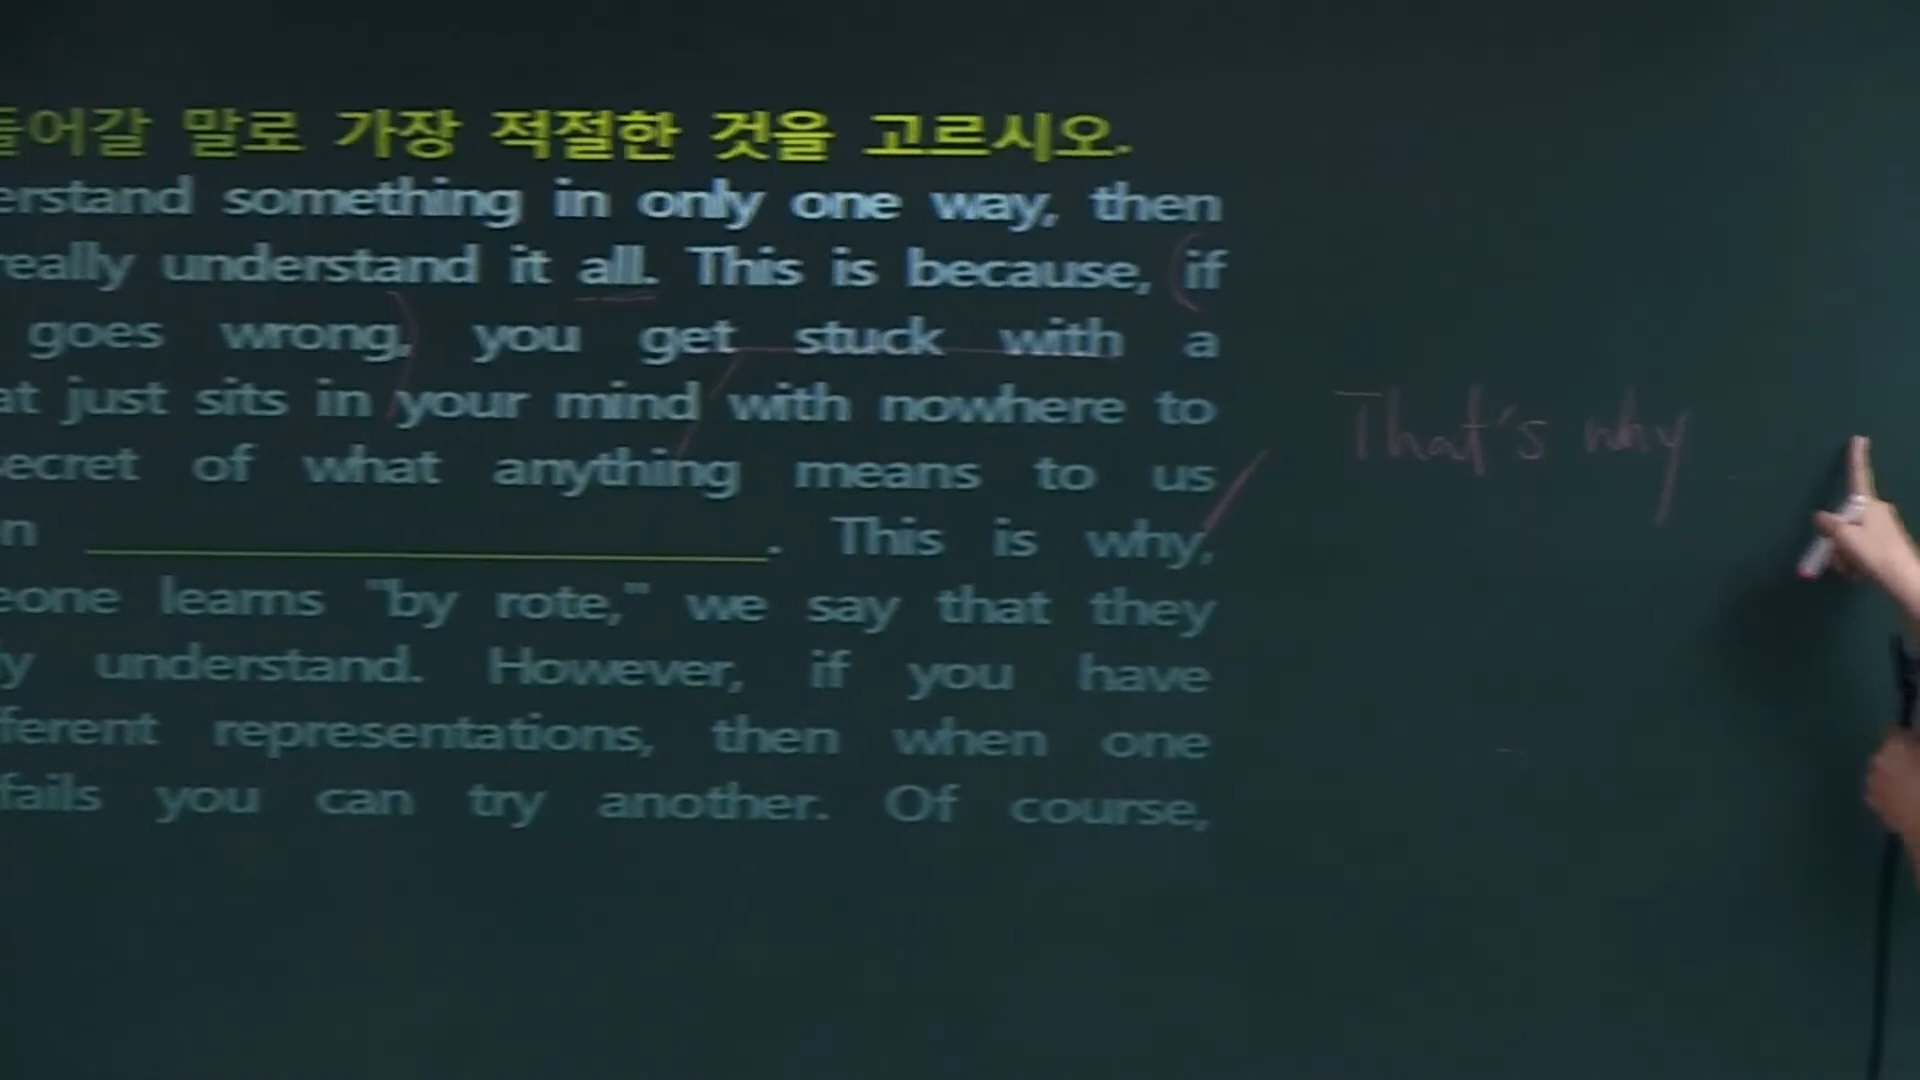 들어갈 말로 가장 적절한 것을 고르시오.
erstand something in only one way, then
really understand it all. This is because, if
goes wrong, you get stuck with a
at just sits in your mind with nowhere to
ecret of what anything means to us
n ____________________. This is why,
eone learns "by rote," we say that they
ly understand. However, if you have
fferent representations, then when one
fails you can try another. Of course,
That's why